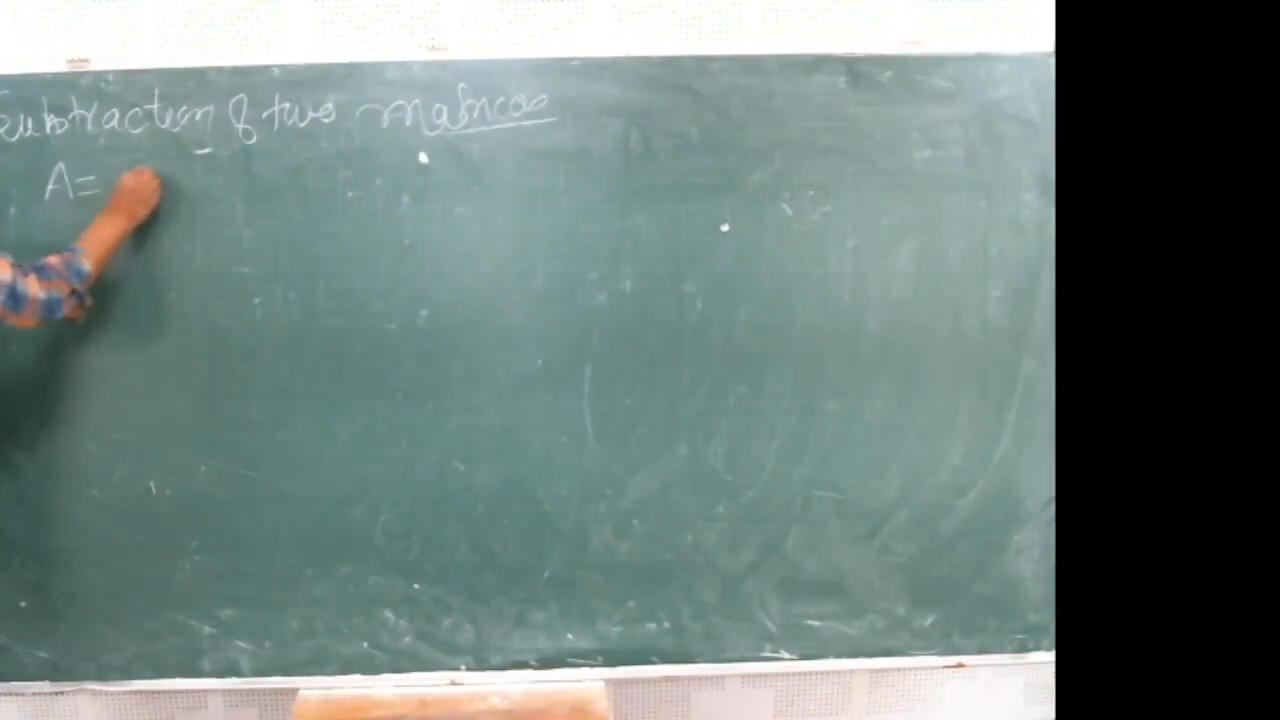 Subtraction of two matrices
A=